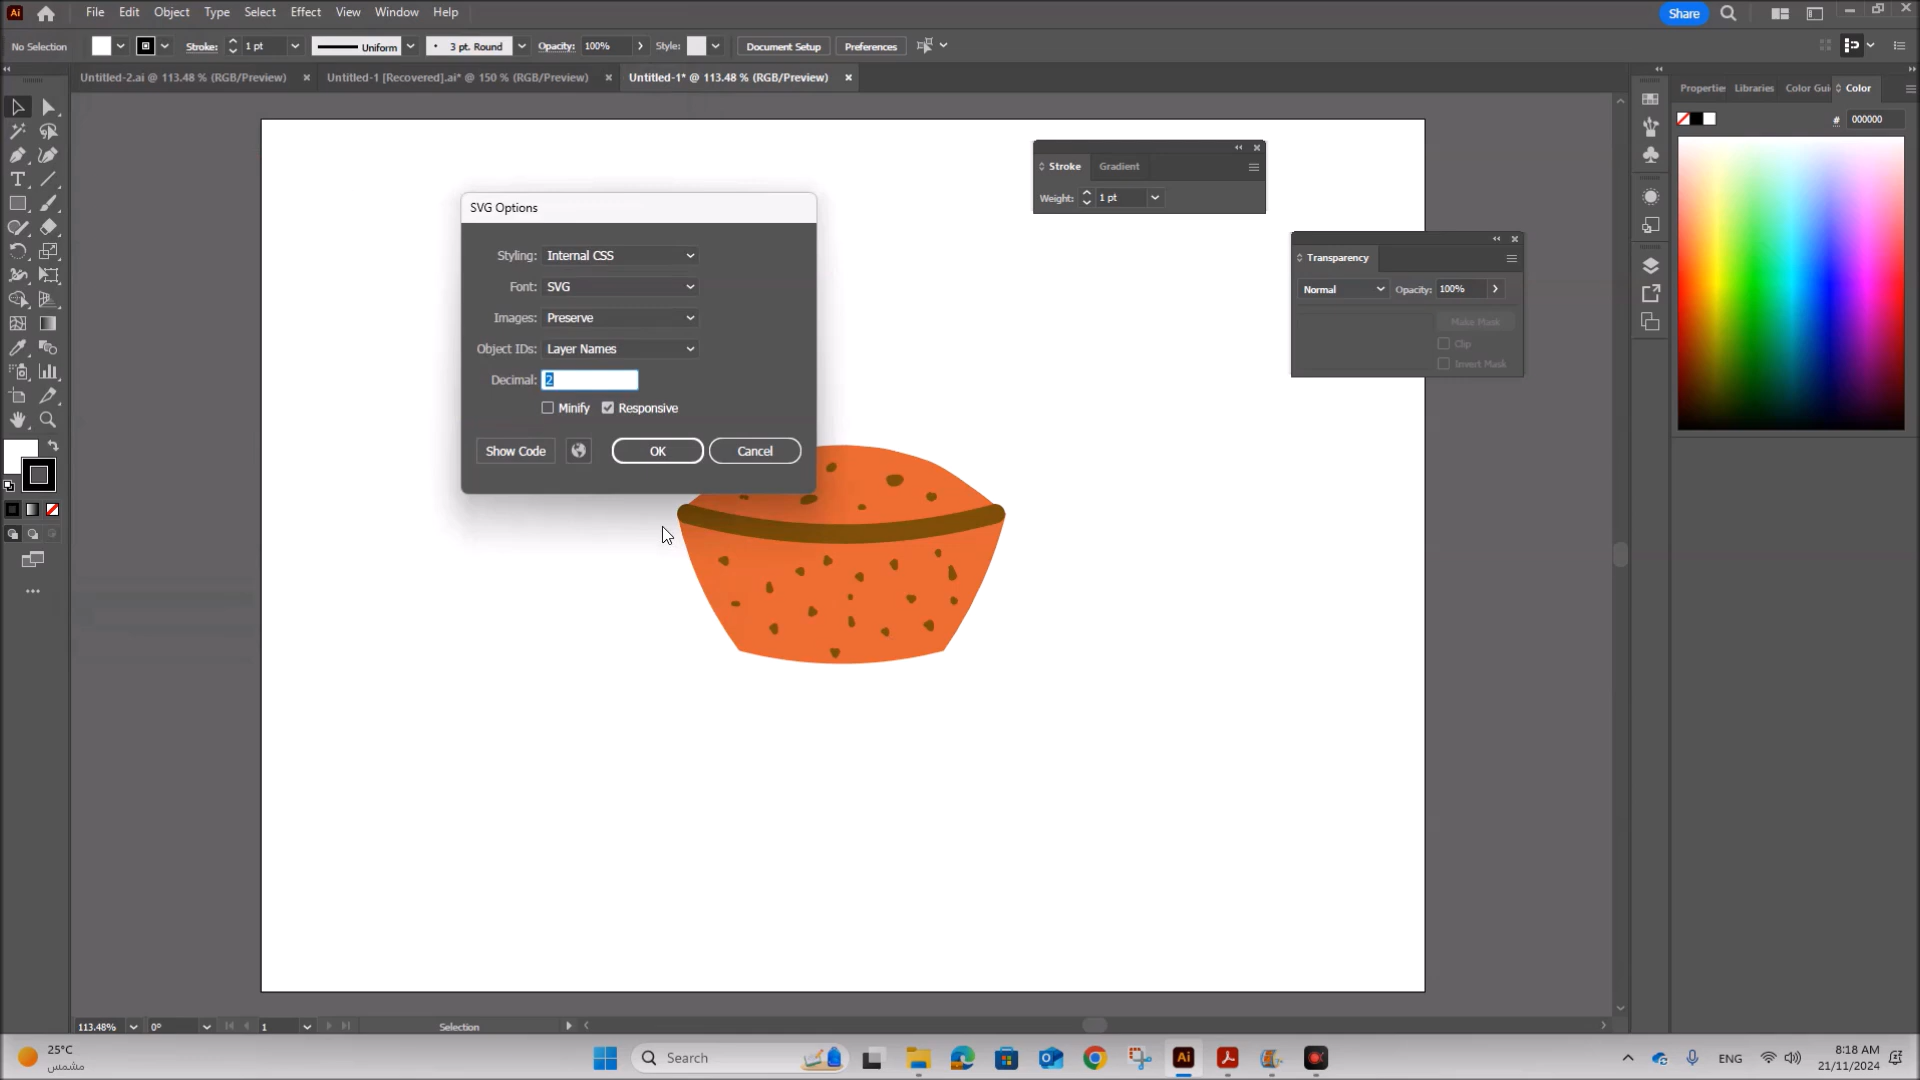 Ai File Edit Object Type Select Effect View Window Help Share
No Selection Stroke: 1 pt Uniform 3 pt. Round Opacity: 100% Style: Document Setup Preferences
Untitled-2.ai @ 113.48 % (RGB/Preview) × Untitled-1 [Recovered].ai* @ 150 % (RGB/Preview) × Untitled-1* @ 113.48 % (RGB/Preview) ×
Propertie Libraries Color Gui Color
# 000000
Stroke Gradient
Weight: 1 pt
SVG Options
Styling: Internal CSS
Font: SVG
Images: Preserve
Object IDs: Layer Names
Decimal: 2
Minify Responsive
Show Code OK Cancel
Transparency
Normal Opacity: 100%
Make Mask
Clip
Invert Mask
113.48% 0° 1 Selection
25°C
مشمس
Search
Ai
ENG
8:18 AM
21/11/2024